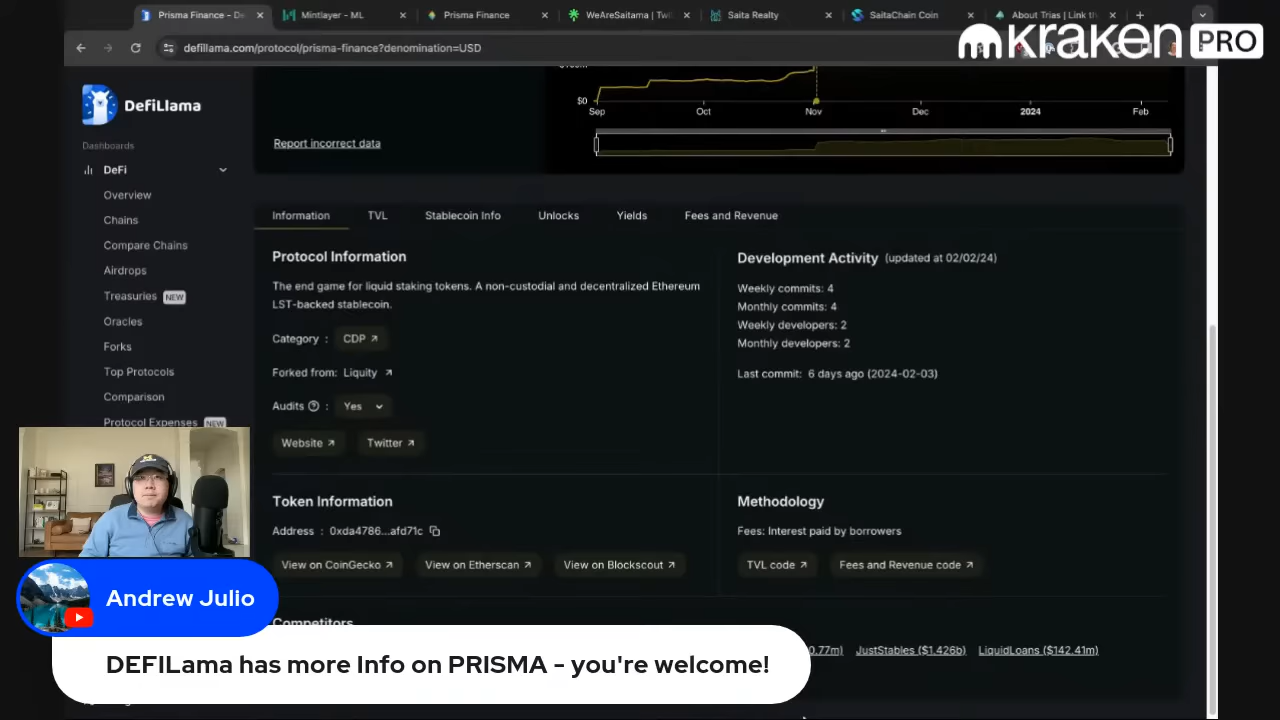 Prisma Finance - De
Mintlayer - ML
Prisma Finance
WeAreSaitama | Twi
Saita Realty
SaitaChain Coin
About Trias | Link th
defillama.com/protocol/prisma-finance?denomination=USD
kraken PRO
DefiLlama
Dashboards
DeFi
Overview
Chains
Compare Chains
Airdrops
Treasuries NEW
Oracles
Forks
Top Protocols
Comparison
Protocol Expenses NEW
$0
Sep Oct Nov Dec 2024 Feb
Report incorrect data
Information TVL Stablecoin Info Unlocks Yields Fees and Revenue
Protocol Information
The end game for liquid staking tokens. A non-custodial and decentralized Ethereum
LST-backed stablecoin.
Category : CDP
Forked from: Liquity
Audits ? : Yes
Website Twitter
Development Activity (updated at 02/02/24)
Weekly commits: 4
Monthly commits: 4
Weekly developers: 2
Monthly developers: 2
Last commit: 6 days ago (2024-02-03)
Token Information
Address : 0xda4786...afd71c
View on CoinGecko View on Etherscan View on Blockscout
Methodology
Fees: Interest paid by borrowers
TVL code Fees and Revenue code
Competitors
0.77m) JustStables ($1.426b) LiquidLoans ($142.41m)
Andrew Julio
DEFILama has more Info on PRISMA - you're welcome!